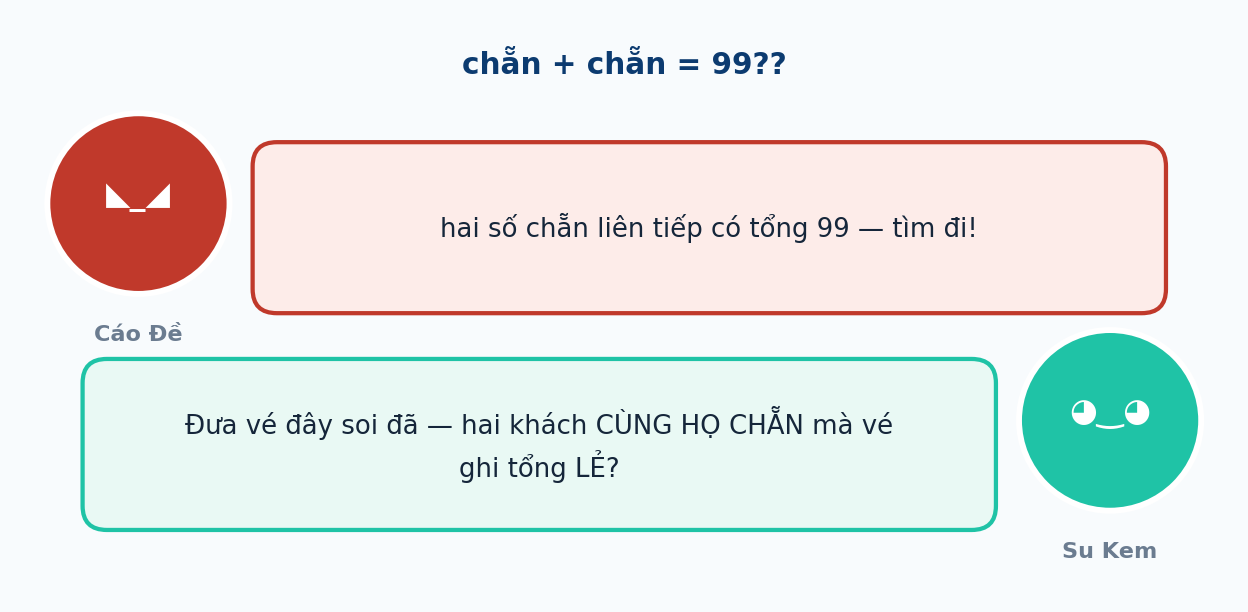 chẵn + chẵn = 99??
hai số chẵn liên tiếp có tổng 99 — tìm đi!
Cáo Đề
Đưa vé đây soi đã — hai khách CÙNG HỌ CHẴN mà vé
ghi tổng LẺ?
Su Kem